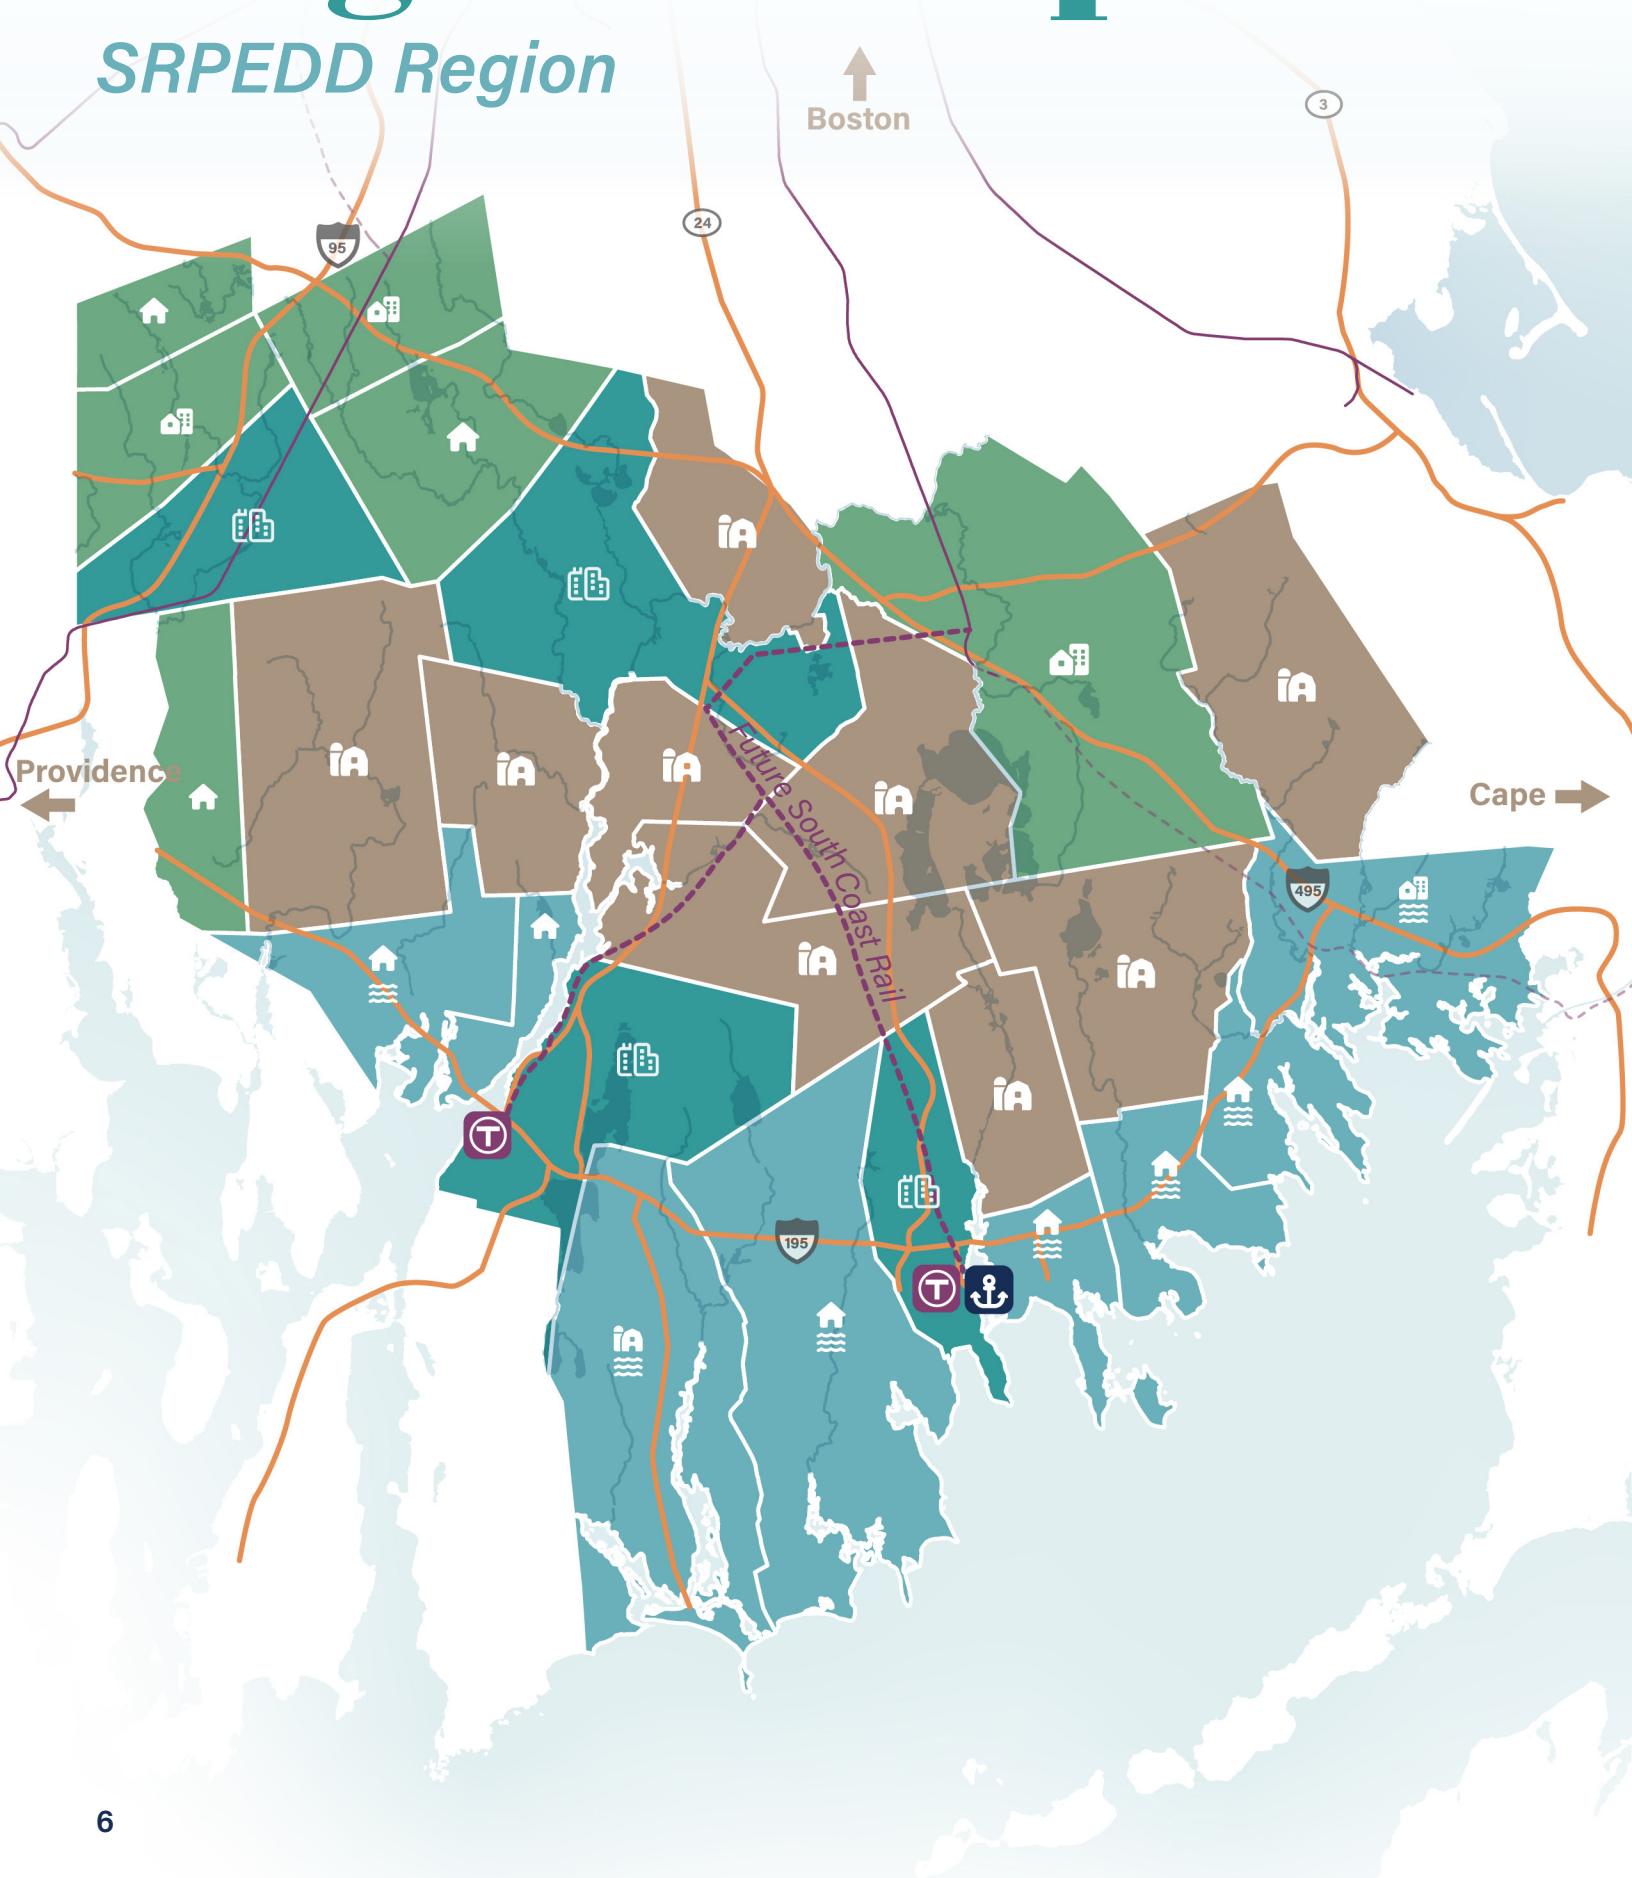 SRPEDD Region
Boston
3
24
95
Providence
Cape
Future South Coast Rail
495
T
195
T
6